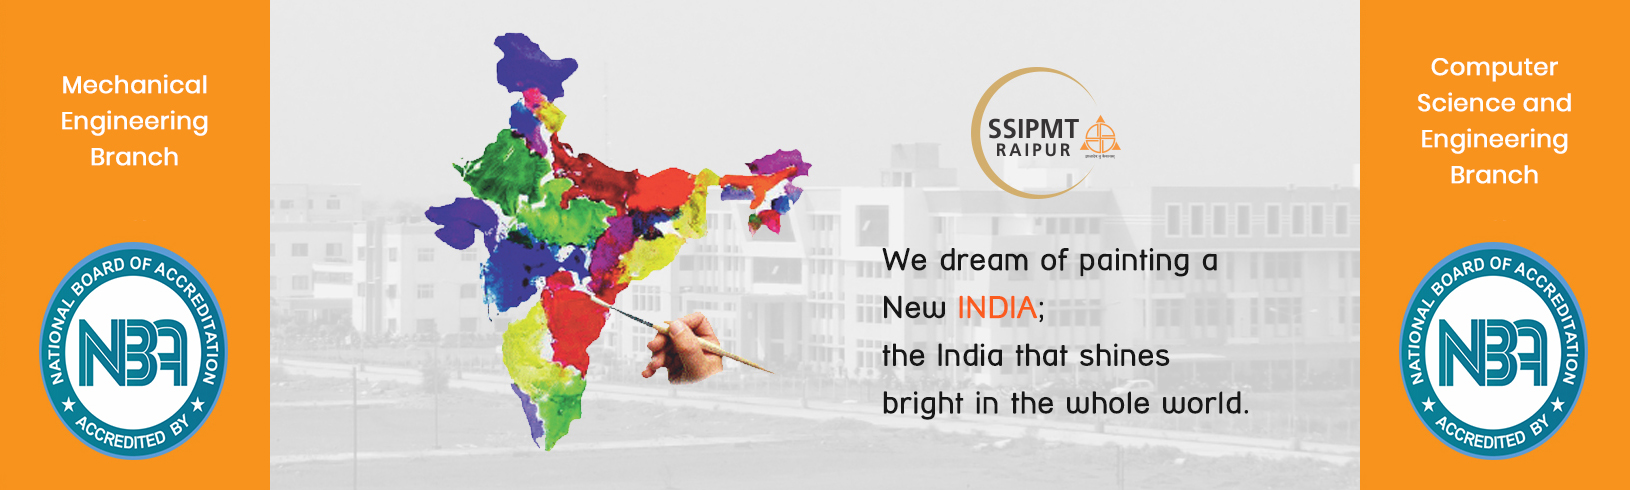 Mechanical
Engineering
Branch
NATIONAL BOARD OF ACCREDITATION
NBA
★ ACCREDITED BY ★
SSIPMT
RAIPUR
We dream of painting a
New INDIA;
the India that shines
bright in the whole world.
Computer
Science and
Engineering
Branch
NATIONAL BOARD OF ACCREDITATION
NBA
★ ACCREDITED BY ★